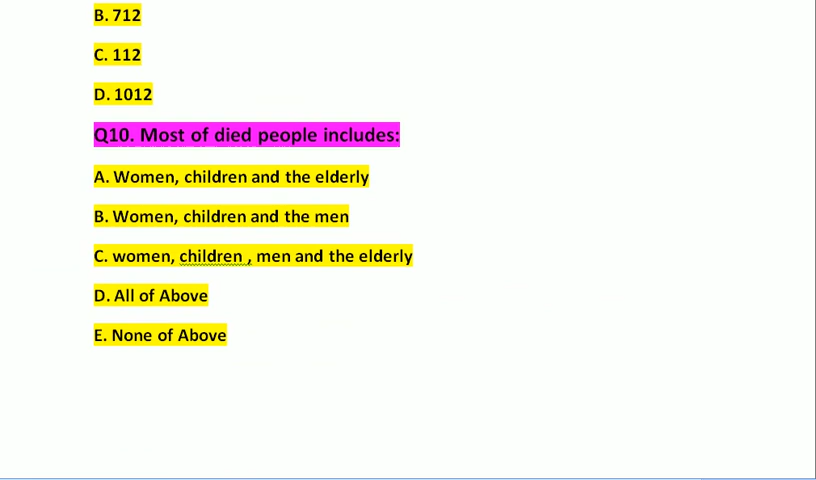 B. 712
C. 112
D. 1012
Q10. Most of died people includes:
A. Women, children and the elderly
B. Women, children and the men
C. women, children , men and the elderly
D. All of Above
E. None of Above